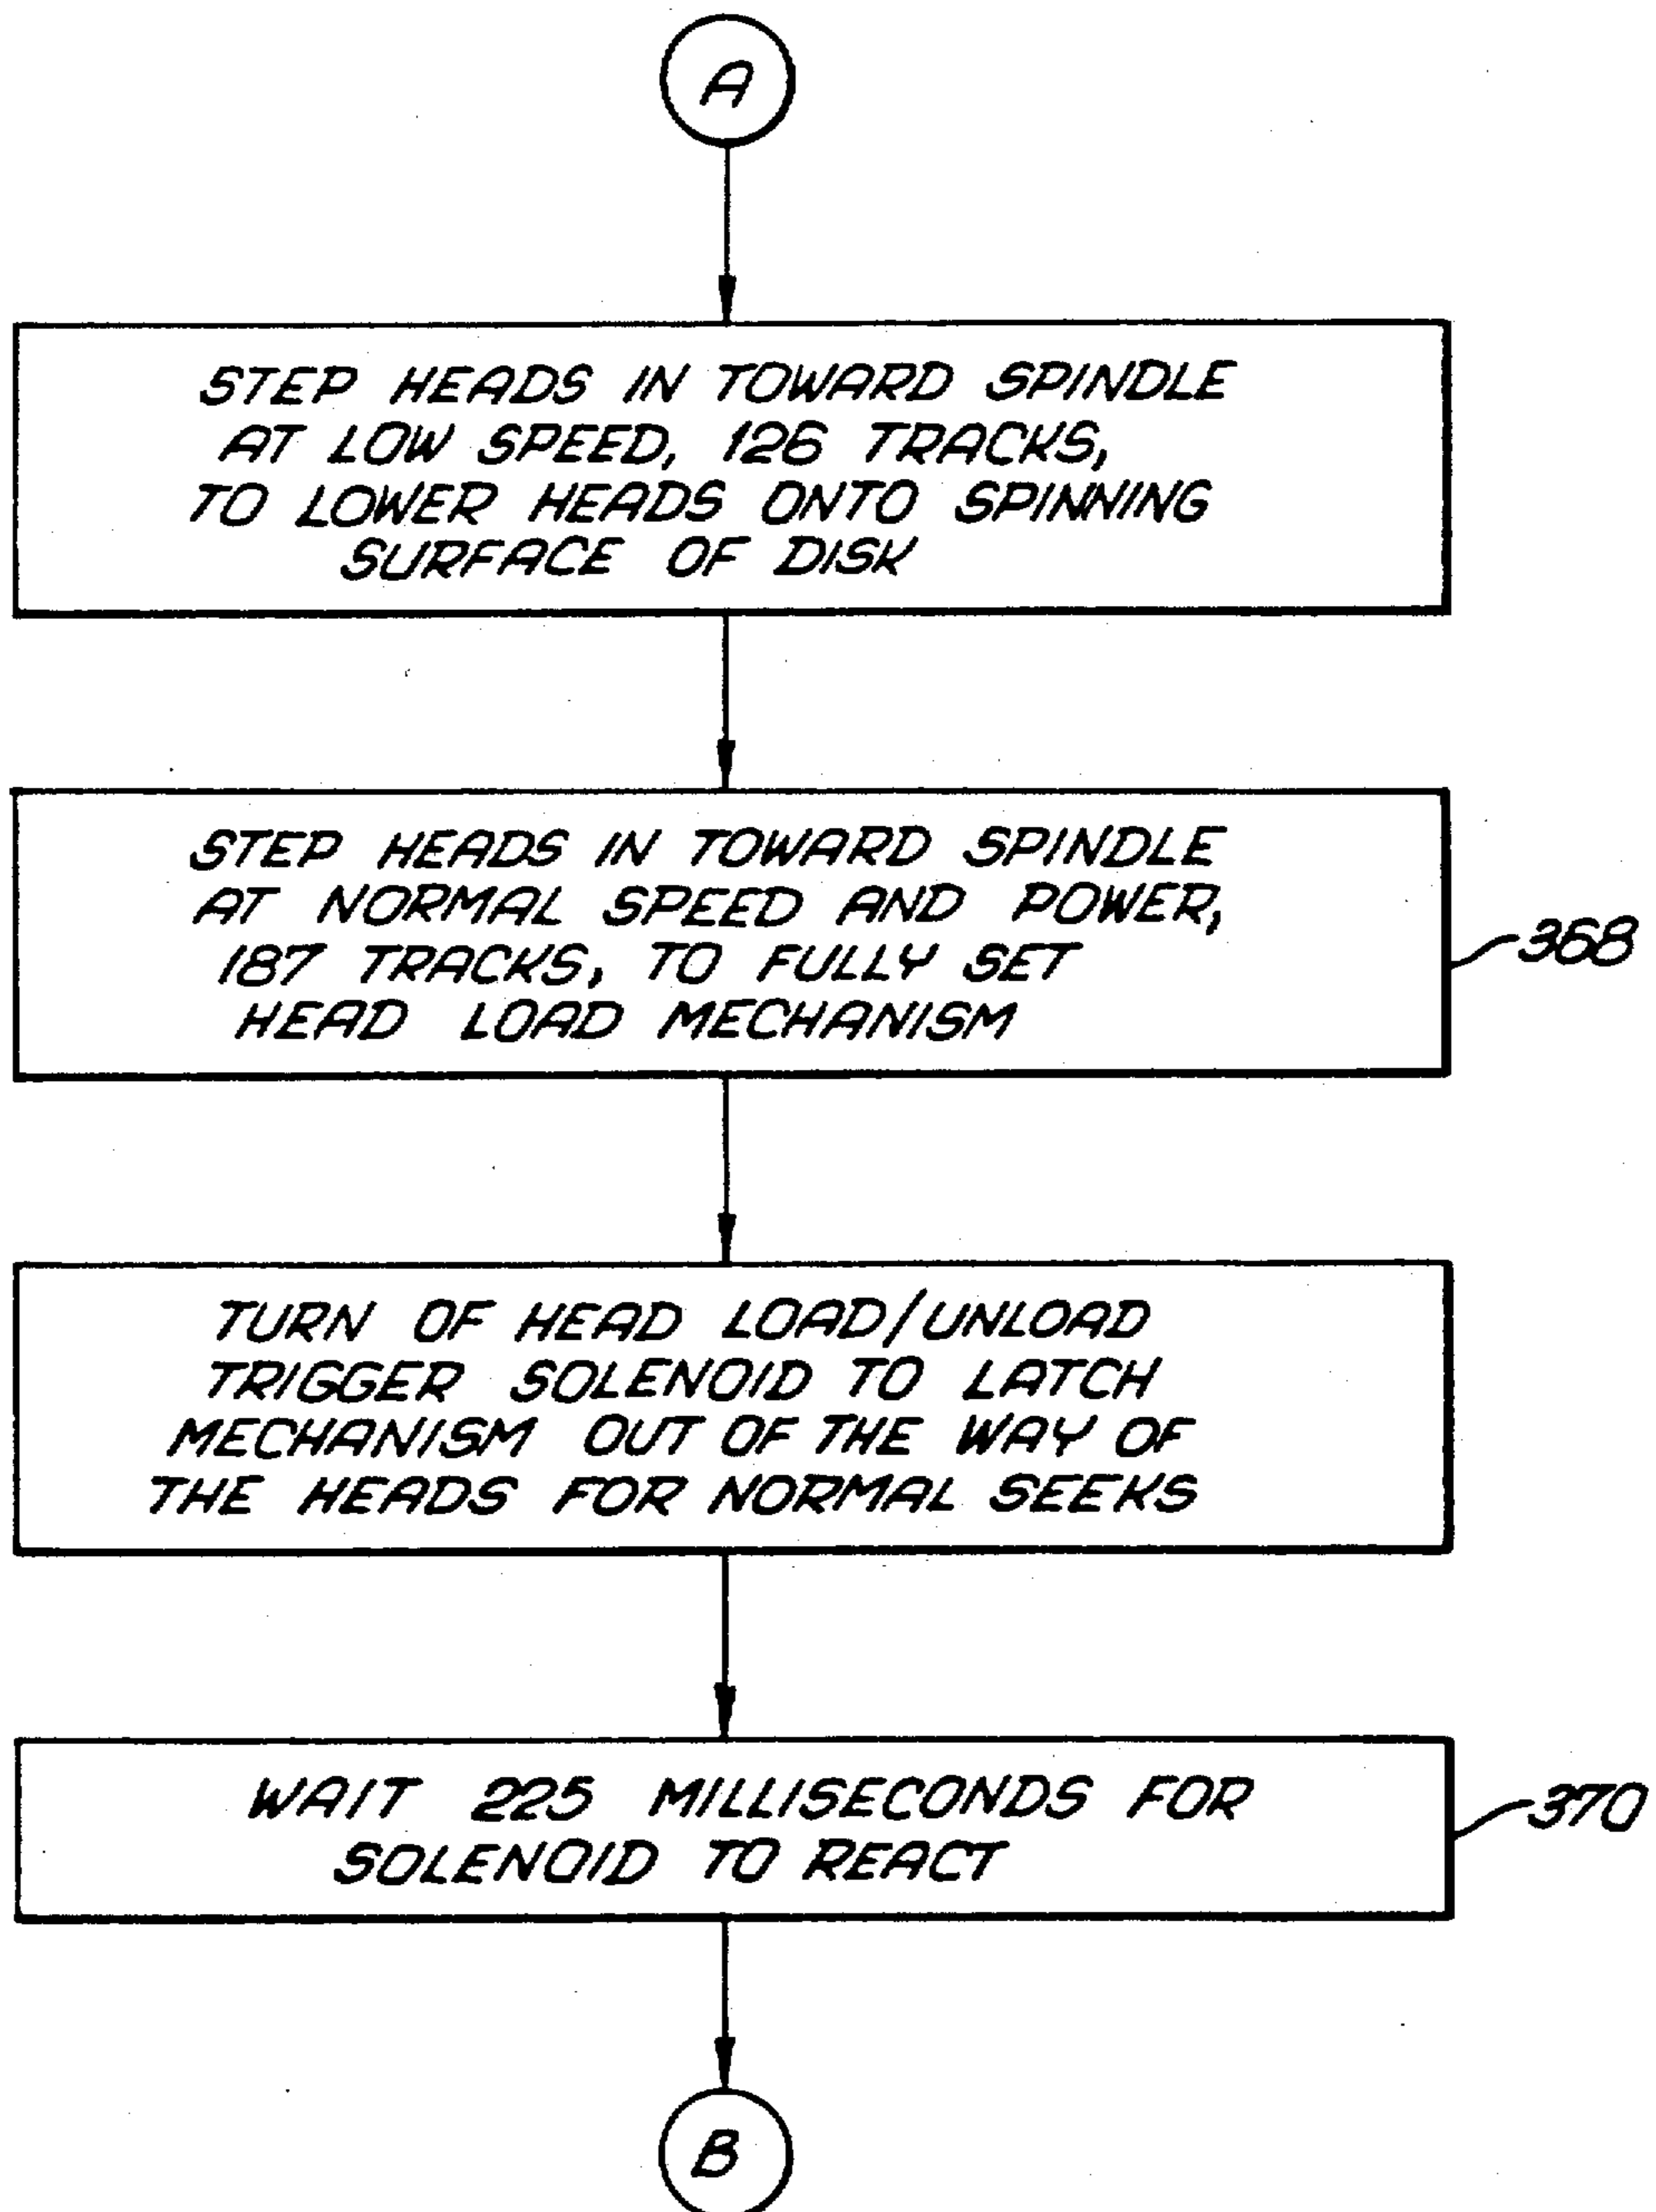 A
STEP HEADS IN TOWARD SPINDLE
AT LOW SPEED, 126 TRACKS,
TO LOWER HEADS ONTO SPINNING
SURFACE OF DISK
STEP HEADS IN TOWARD SPINDLE
AT NORMAL SPEED AND POWER,
187 TRACKS, TO FULLY SET
HEAD LOAD MECHANISM
368
TURN OF HEAD LOAD/UNLOAD
TRIGGER SOLENOID TO LATCH
MECHANISM OUT OF THE WAY OF
THE HEADS FOR NORMAL SEEKS
WAIT 225 MILLISECONDS FOR
SOLENOID TO REACT
370
B